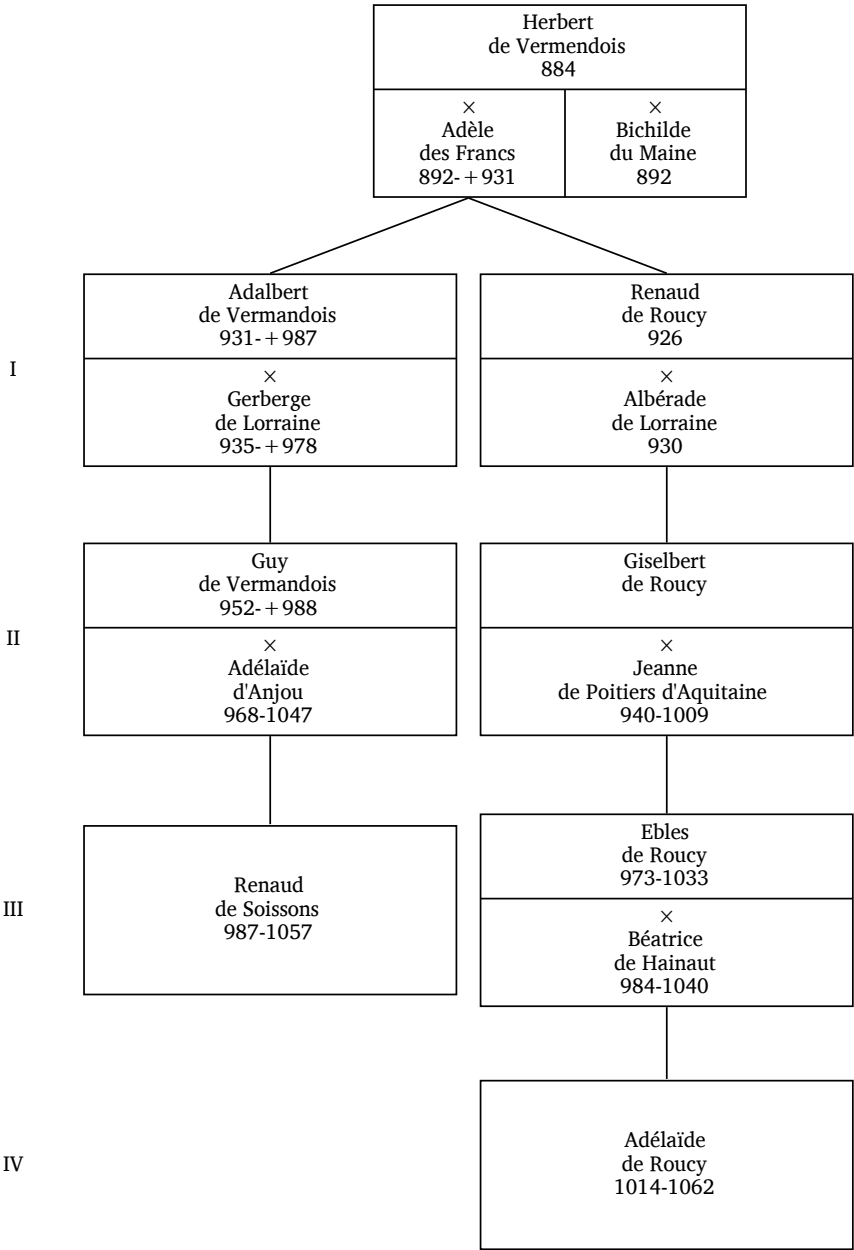 Herbert
de Vermendois
884
×
Adèle
des Francs
892-+931
×
Bichilde
du Maine
892
I
Adalbert
de Vermandois
931-+987
×
Gerberge
de Lorraine
935-+978
Renaud
de Roucy
926
×
Albérade
de Lorraine
930
II
Guy
de Vermandois
952-+988
×
Adélaïde
d'Anjou
968-1047
Giselbert
de Roucy
×
Jeanne
de Poitiers d'Aquitaine
940-1009
III
Renaud
de Soissons
987-1057
Ebles
de Roucy
973-1033
×
Béatrice
de Hainaut
984-1040
IV
Adélaïde
de Roucy
1014-1062